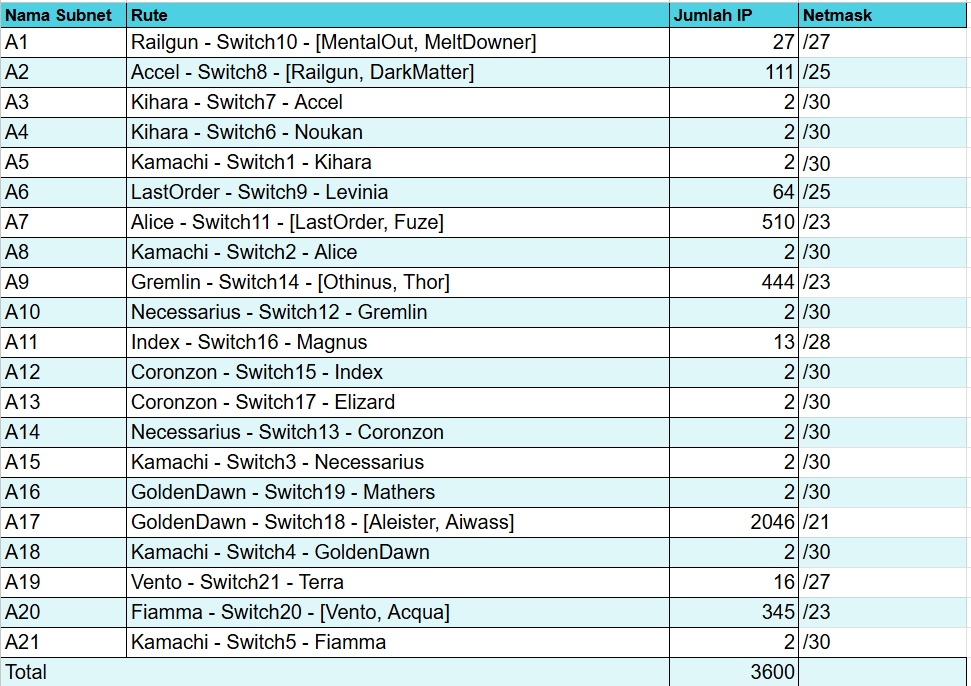 Nama Subnet Rute Jumlah IP Netmask
A1 Railgun - Switch10 - [MentalOut, MeltDowner] 27 /27
A2 Accel - Switch8 - [Railgun, DarkMatter] 111 /25
A3 Kihara - Switch7 - Accel 2 /30
A4 Kihara - Switch6 - Noukan 2 /30
A5 Kamachi - Switch1 - Kihara 2 /30
A6 LastOrder - Switch9 - Levinia 64 /25
A7 Alice - Switch11 - [LastOrder, Fuze] 510 /23
A8 Kamachi - Switch2 - Alice 2 /30
A9 Gremlin - Switch14 - [Othinus, Thor] 444 /23
A10 Necessarius - Switch12 - Gremlin 2 /30
A11 Index - Switch16 - Magnus 13 /28
A12 Coronzon - Switch15 - Index 2 /30
A13 Coronzon - Switch17 - Elizard 2 /30
A14 Necessarius - Switch13 - Coronzon 2 /30
A15 Kamachi - Switch3 - Necessarius 2 /30
A16 GoldenDawn - Switch19 - Mathers 2 /30
A17 GoldenDawn - Switch18 - [Aleister, Aiwass] 2046 /21
A18 Kamachi - Switch4 - GoldenDawn 2 /30
A19 Vento - Switch21 - Terra 16 /27
A20 Fiamma - Switch20 - [Vento, Acqua] 345 /23
A21 Kamachi - Switch5 - Fiamma 2 /30
Total 3600